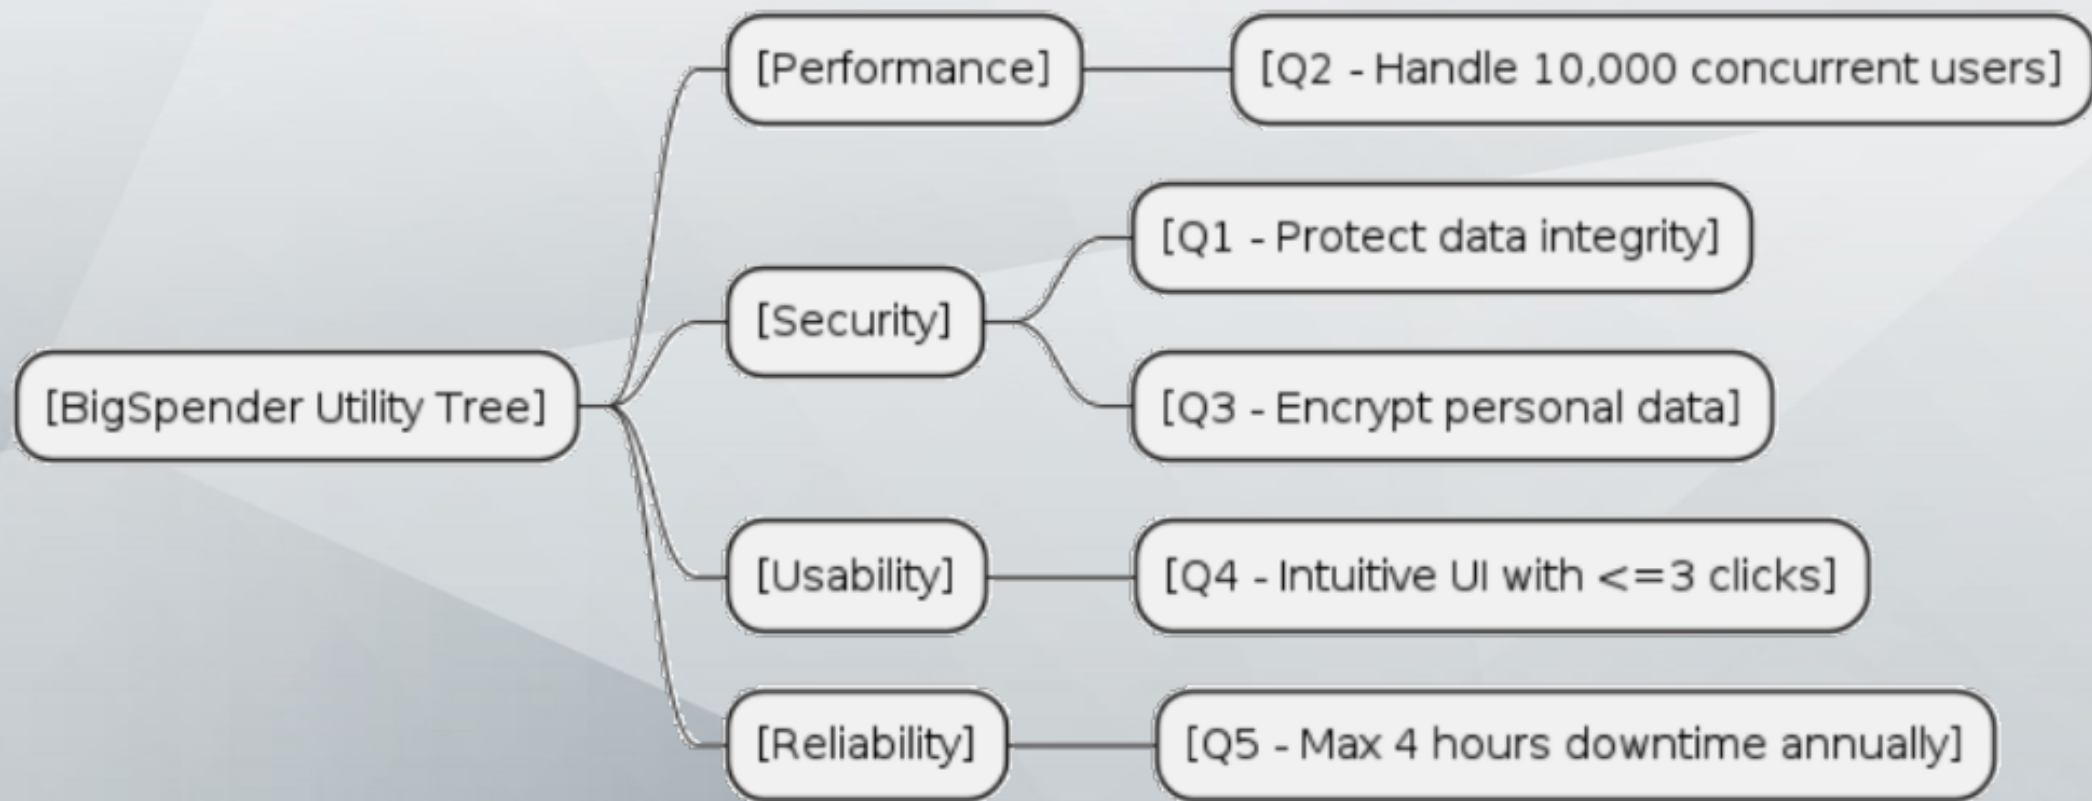 [Performance]
[Q2 - Handle 10,000 concurrent users]
[Q1 - Protect data integrity]
[Security]
[Q3 - Encrypt personal data]
[BigSpender Utility Tree]
[Usability]
[Q4 - Intuitive UI with <=3 clicks]
[Reliability]
[Q5 - Max 4 hours downtime annually]